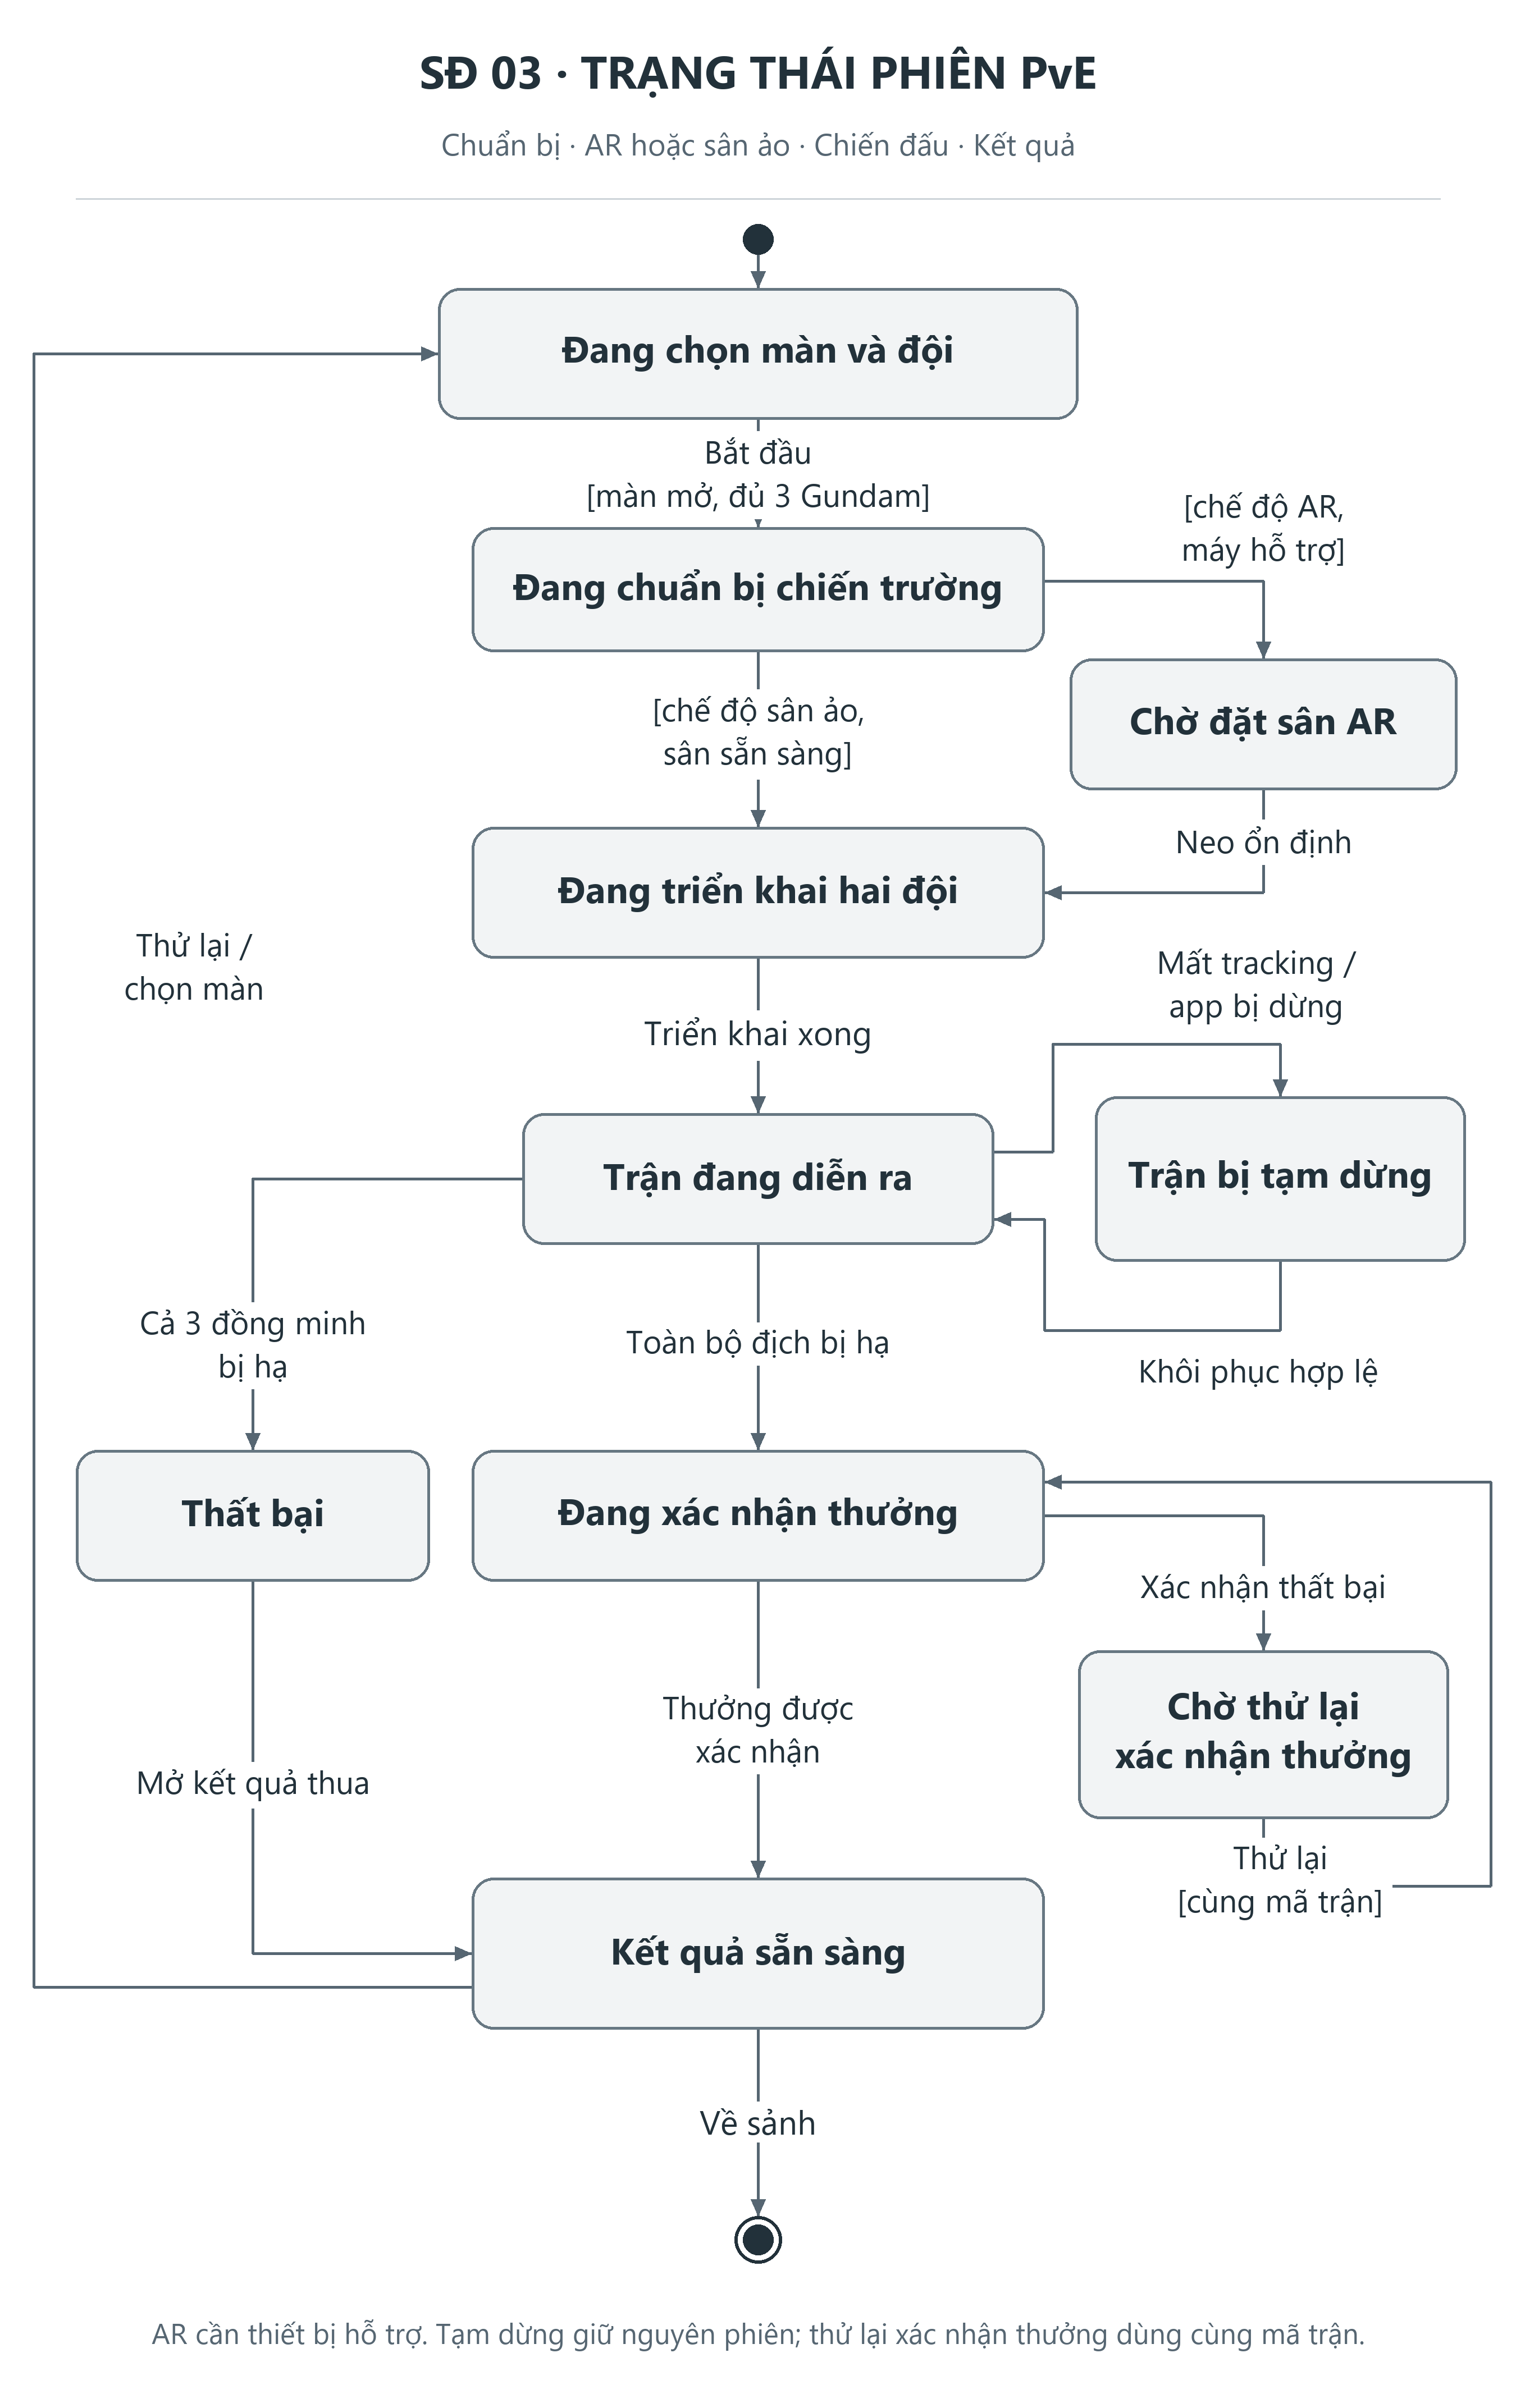 SĐ 03 · TRẠNG THÁI PHIÊN PvE
Chuẩn bị · AR hoặc sân ảo · Chiến đấu · Kết quả
Đang chọn màn và đội
Bắt đầu
[màn mở, đủ 3 Gundam]
[chế độ AR,
máy hỗ trợ]
Đang chuẩn bị chiến trường
[chế độ sân ảo,
sân sẵn sàng]
Chờ đặt sân AR
Neo ổn định
Đang triển khai hai đội
Thử lại /
chọn màn
Mất tracking /
app bị dừng
Triển khai xong
Trận đang diễn ra
Trận bị tạm dừng
Cả 3 đồng minh
bị hạ
Toàn bộ địch bị hạ
Khôi phục hợp lệ
Thất bại
Đang xác nhận thưởng
Xác nhận thất bại
Chờ thử lại
xác nhận thưởng
Thưởng được
xác nhận
Mở kết quả thua
Thử lại
[cùng mã trận]
Kết quả sẵn sàng
Về sảnh
AR cần thiết bị hỗ trợ. Tạm dừng giữ nguyên phiên; thử lại xác nhận thưởng dùng cùng mã trận.